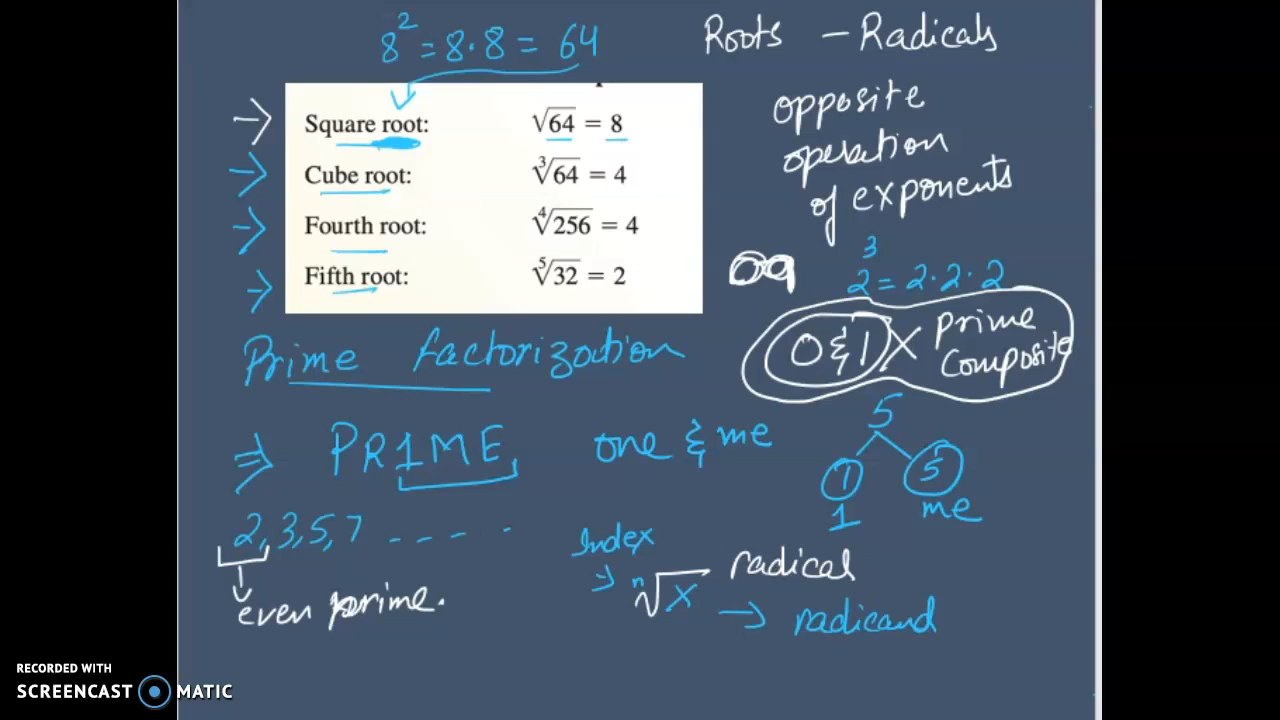 8² = 8·8 = 64
Roots – Radicals
opposite
operation
of exponents
Square root: √64 = 8
Cube root: ∛64 = 4
Fourth root: ∜256 = 4
Fifth root: ⁵√32 = 2
2³ = 2·2·2
0&1 X Prime
Composite
Prime factorization
⇒ PR1ME, one & me
5
1 5
1 me
2, 3, 5, 7 - - - -
even prime.
Index
→ ⁿ√x radical
→ radicand
RECORDED WITH
SCREENCAST MATIC